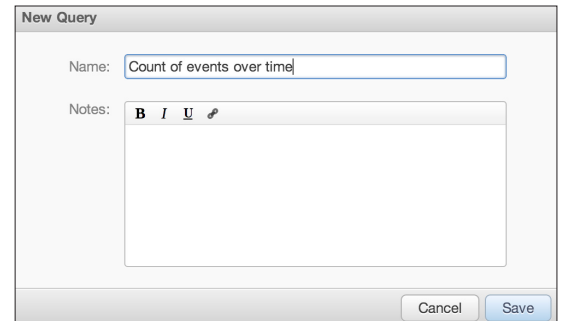 New Query
Name: Count of events over time
Notes: B I U
Cancel Save